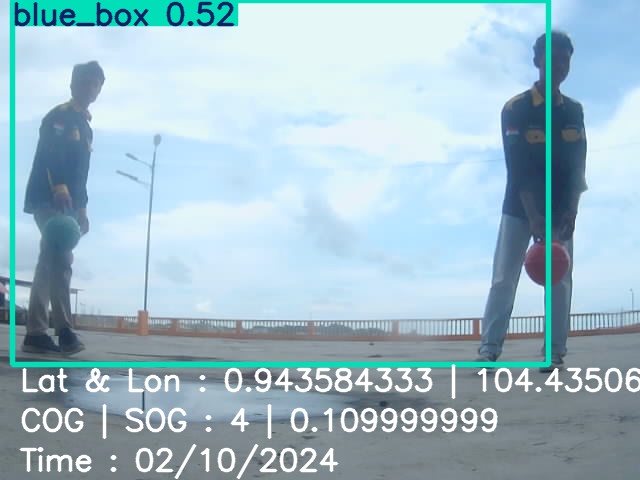 blue_box 0.52
Lat & Lon : 0.943584333 | 104.43506
COG | SOG : 4 | 0.109999999
Time : 02/10/2024